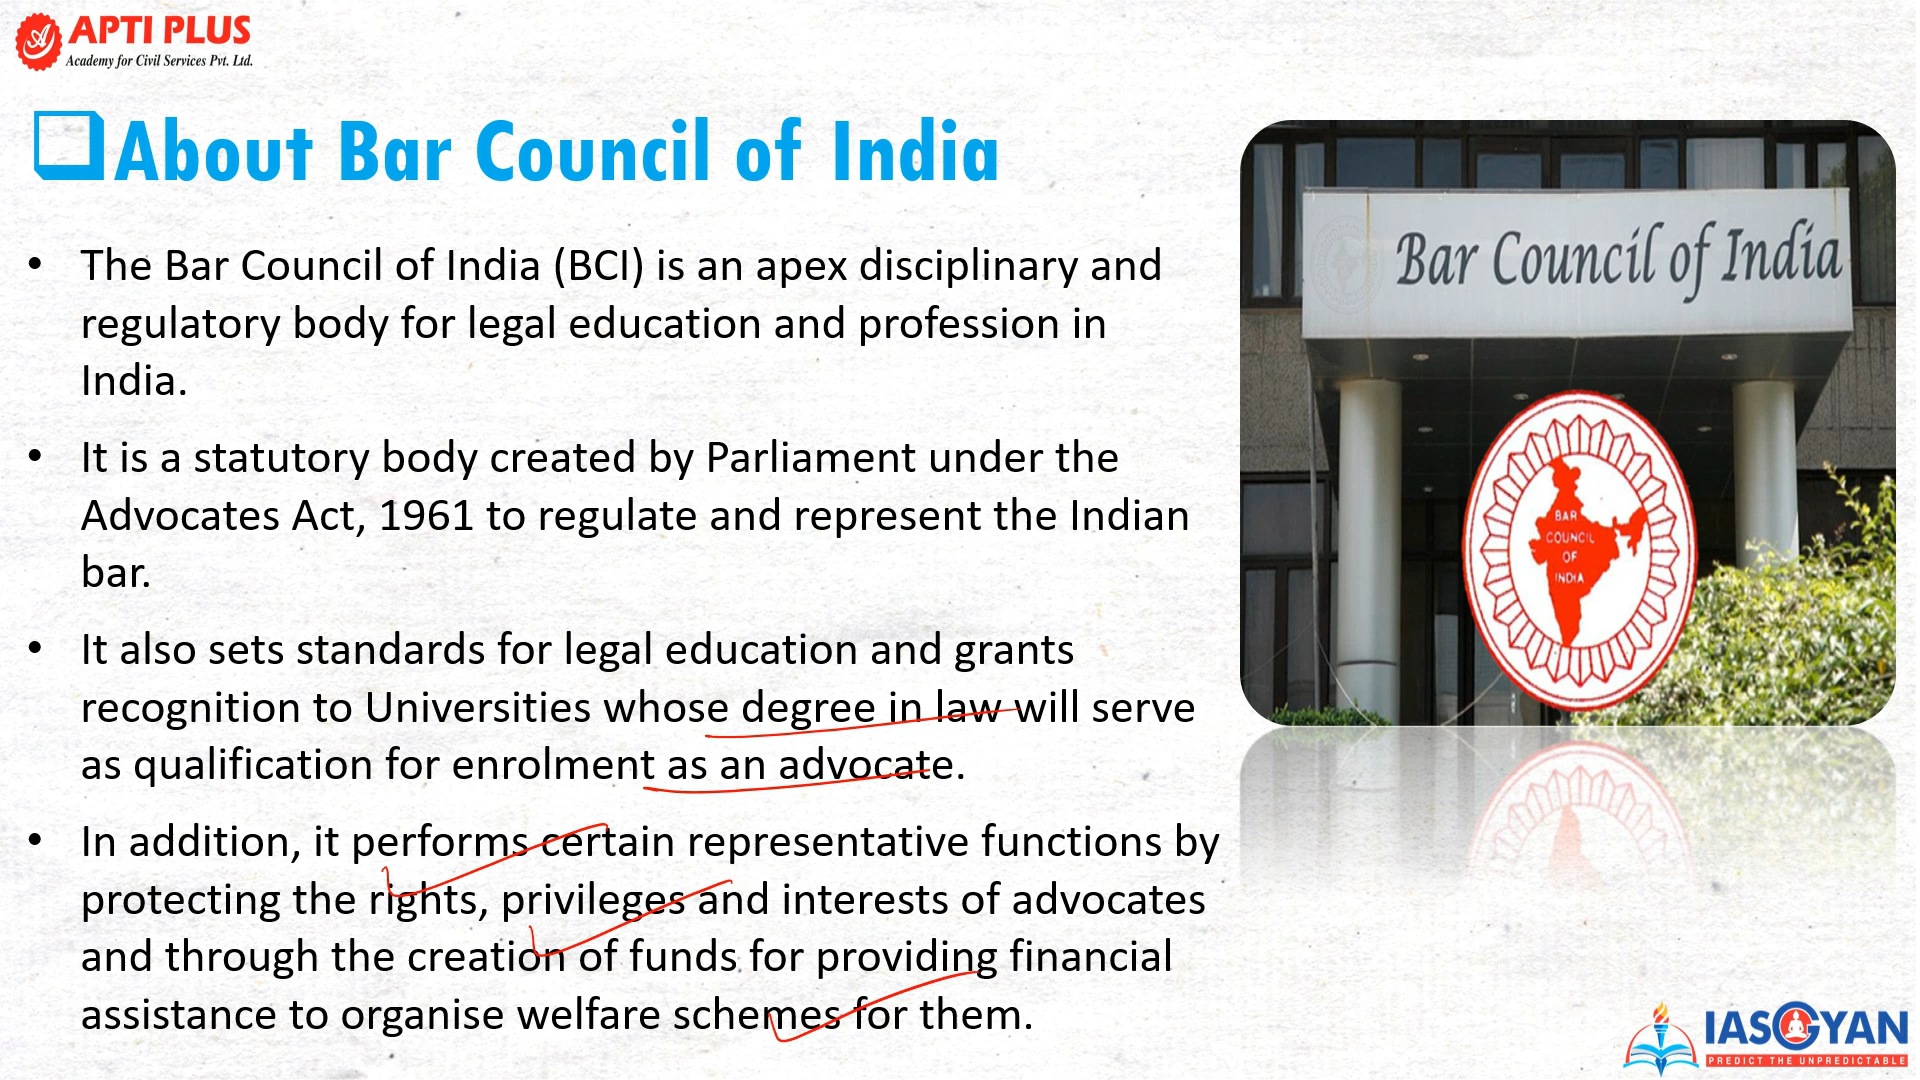 APTI PLUS
Academy for Civil Services Pvt. Ltd.
About Bar Council of India
• The Bar Council of India (BCI) is an apex disciplinary and
regulatory body for legal education and profession in
India.
• It is a statutory body created by Parliament under the
Advocates Act, 1961 to regulate and represent the Indian
bar.
• It also sets standards for legal education and grants
recognition to Universities whose degree in law will serve
as qualification for enrolment as an advocate.
• In addition, it performs certain representative functions by
protecting the rights, privileges and interests of advocates
and through the creation of funds for providing financial
assistance to organise welfare schemes for them.
Bar Council of India
BAR
COUNCIL
OF
INDIA
IASGYAN
PREDICT THE UNPREDICTABLE